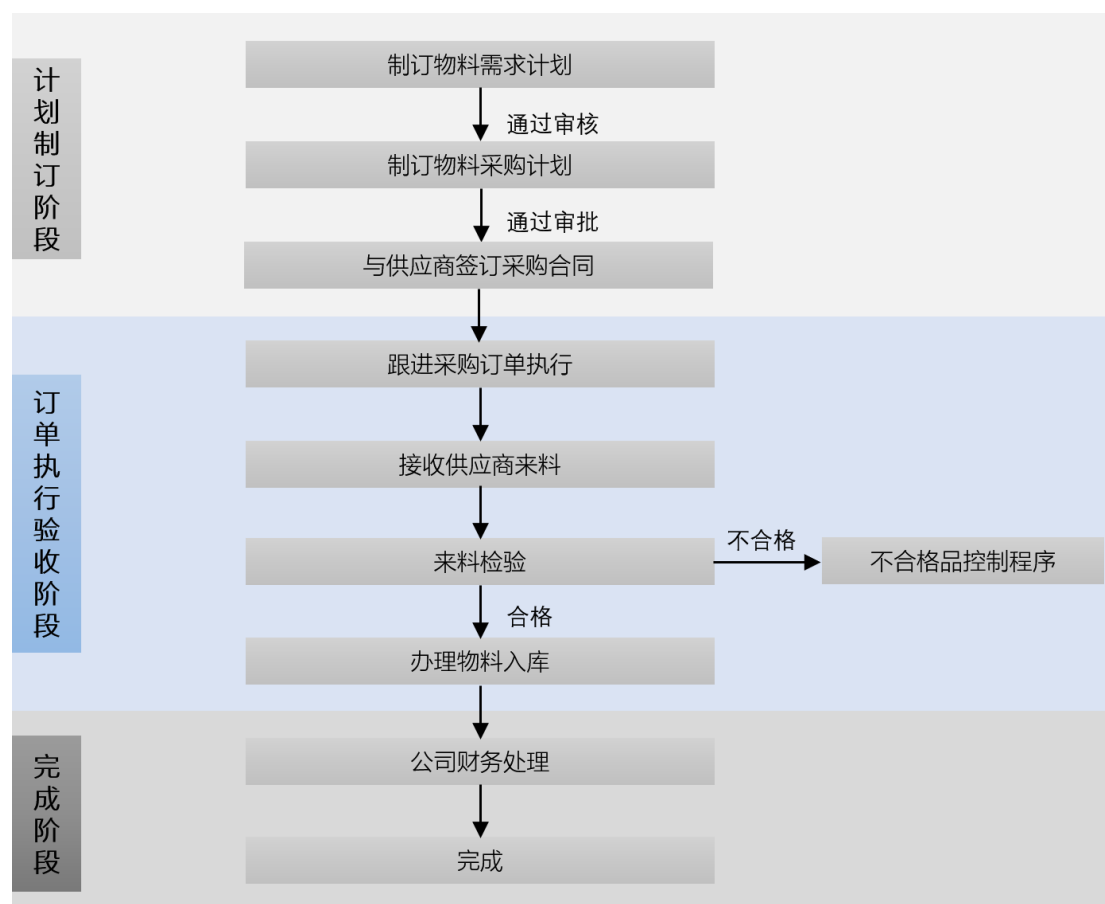 计划制订阶段
制订物料需求计划
通过审核
制订物料采购计划
通过审批
与供应商签订采购合同
订单执行验收阶段
跟进采购订单执行
接收供应商来料
来料检验
不合格
不合格品控制程序
合格
办理物料入库
完成阶段
公司财务处理
完成